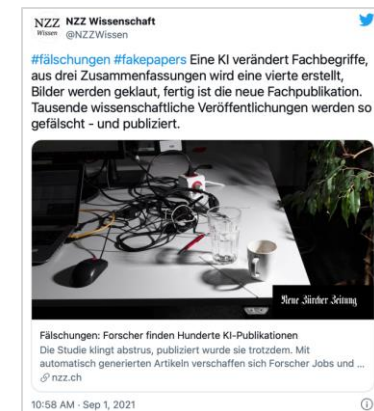 NZZ NZZ Wissenschaft
Wissen @NZZWissen
#fälschungen #fakepapers Eine KI verändert Fachbegriffe,
aus drei Zusammenfassungen wird eine vierte erstellt,
Bilder werden geklaut, fertig ist die neue Fachpublikation.
Tausende wissenschaftliche Veröffentlichungen werden so
gefälscht - und publiziert.
Neue Zürcher Zeitung
Fälschungen: Forscher finden Hunderte KI-Publikationen
Die Studie klingt abstrus, publiziert wurde sie trotzdem. Mit
automatisch generierten Artikeln verschaffen sich Forscher Jobs und ...
nzz.ch
10:58 AM · Sep 1, 2021